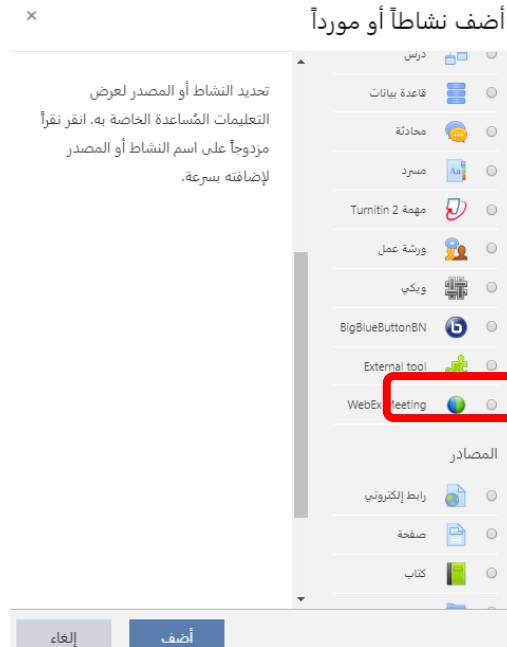 أضف نشاطاً أو مورداً
×
درس
قاعدة بيانات
محادثة
مسرد
مهمة Turnitin 2
ورشة عمل
ويكي
BigBlueButtonBN
External tool
WebEx Meeting
المصادر
رابط إلكتروني
صفحة
كتاب
تحديد النشاط أو المصدر لعرض
التعليمات المُساعدة الخاصة به. انقر نقراً
مزدوجاً على اسم النشاط أو المصدر
لإضافته بسرعة.
أضف
إلغاء